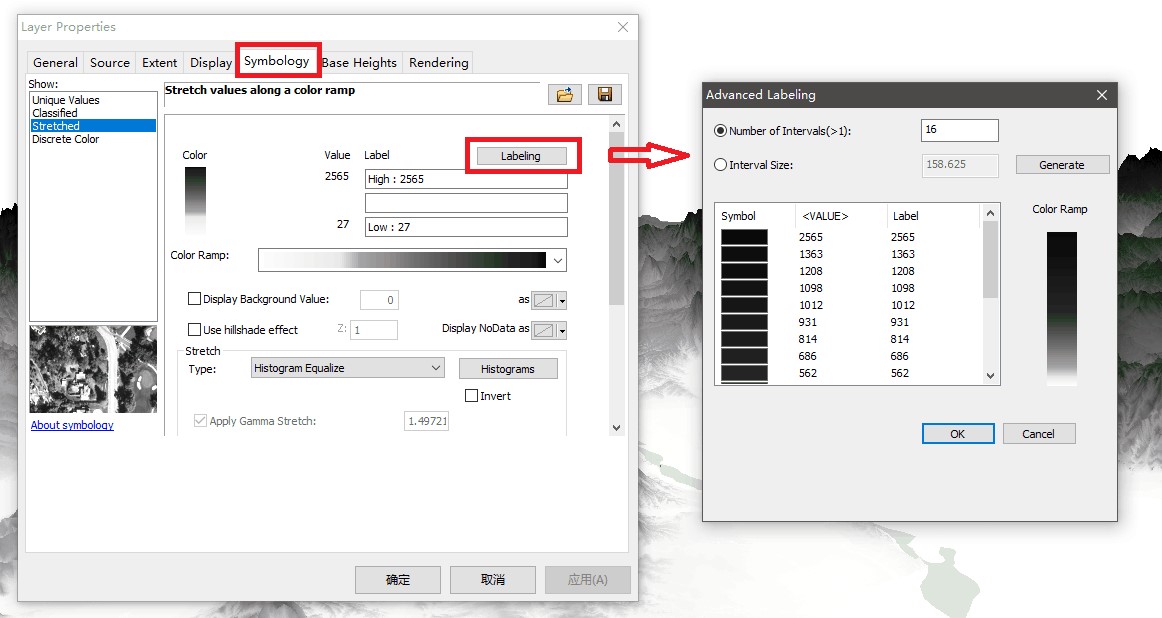 Layer Properties
General Source Extent Display Symbology Base Heights Rendering
Show:
Unique Values
Classified
Stretched
Discrete Color
About symbology
Stretch values along a color ramp
Color Value Label Labeling
2565 High : 2565
27 Low : 27
Color Ramp:
Display Background Value: 0 as
Use hillshade effect Z: 1 Display NoData as
Stretch
Type: Histogram Equalize Histograms
Invert
Apply Gamma Stretch: 1.49721
确定 取消 应用(A)
Advanced Labeling
Number of Intervals(>1): 16
Interval Size: 158.625 Generate
Symbol <VALUE> Label
2565 2565
1363 1363
1208 1208
1098 1098
1012 1012
931 931
814 814
686 686
562 562
Color Ramp
OK Cancel